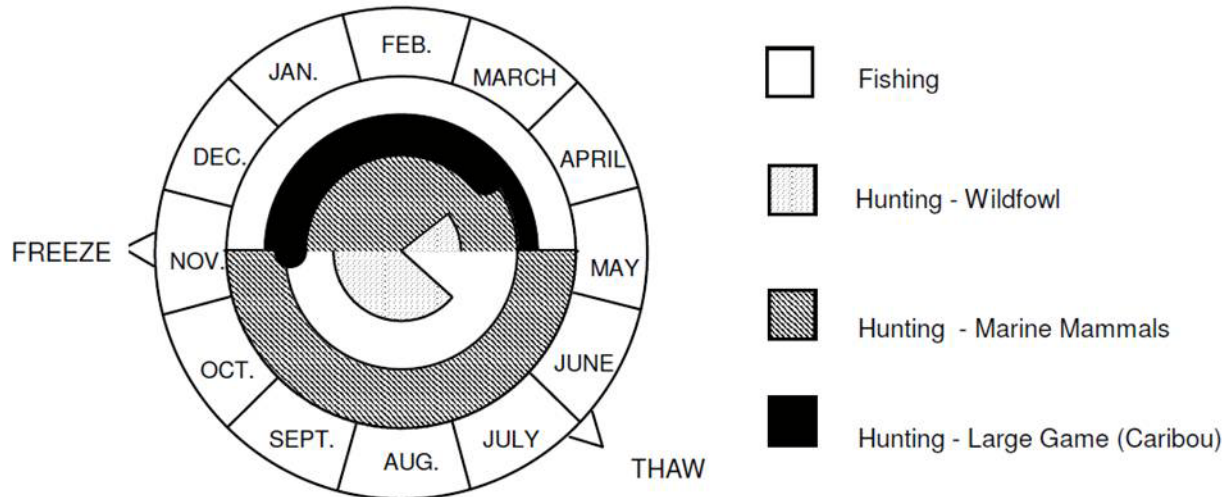 FEB.
MARCH
APRIL
MAY
JUNE
JULY
AUG.
SEPT.
OCT.
NOV.
DEC.
JAN.
FREEZE
THAW
Fishing
Hunting - Wildfowl
Hunting - Marine Mammals
Hunting - Large Game (Caribou)